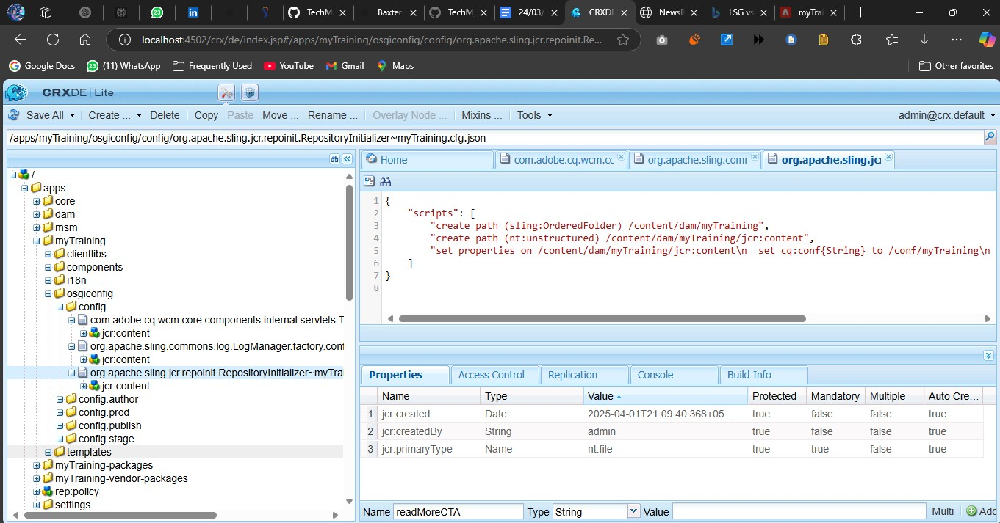 TechM
Baxter
TechM
24/03/
CRXDE
NewsF
LSG vs
myTrai
localhost:4502/crx/de/index.jsp#/apps/myTraining/osgiconfig/config/org.apache.sling.jcr.repoinit.Re...
Google Docs
(11) WhatsApp
Frequently Used
YouTube
Gmail
Maps
Other favorites
CRXDE | Lite
Save All
Create ...
Delete
Copy
Paste
Move ...
Rename ...
Overlay Node ...
Mixins ...
Tools
admin@crx.default
/apps/myTraining/osgiconfig/config/org.apache.sling.jcr.repoinit.RepositoryInitializer~myTraining.cfg.json
/
apps
core
dam
msm
myTraining
clientlibs
components
i18n
osgiconfig
config
com.adobe.cq.wcm.core.components.internal.servlets.T
jcr:content
org.apache.sling.commons.log.LogManager.factory.conf
jcr:content
org.apache.sling.jcr.repoinit.RepositoryInitializer~myTrai
jcr:content
config.author
config.prod
config.publish
config.stage
templates
myTraining-packages
myTraining-vendor-packages
rep:policy
settings
Home
com.adobe.cq.wcm.cc
org.apache.sling.comr
org.apache.sling.jcr
1 {
2 "scripts": [
3 "create path (sling:OrderedFolder) /content/dam/myTraining",
4 "create path (nt:unstructured) /content/dam/myTraining/jcr:content",
5 "set properties on /content/dam/myTraining/jcr:content\n  set cq:conf{String} to /conf/myTraining\n
6 ]
7 }
8
Properties
Access Control
Replication
Console
Build Info
Name Type Value Protected Mandatory Multiple Auto Cre...
1 jcr:created Date 2025-04-01T21:09:40.368+05:... true false false true
2 jcr:createdBy String admin true false false true
3 jcr:primaryType Name nt:file true true false true
Name readMoreCTA Type String Value Multi Add